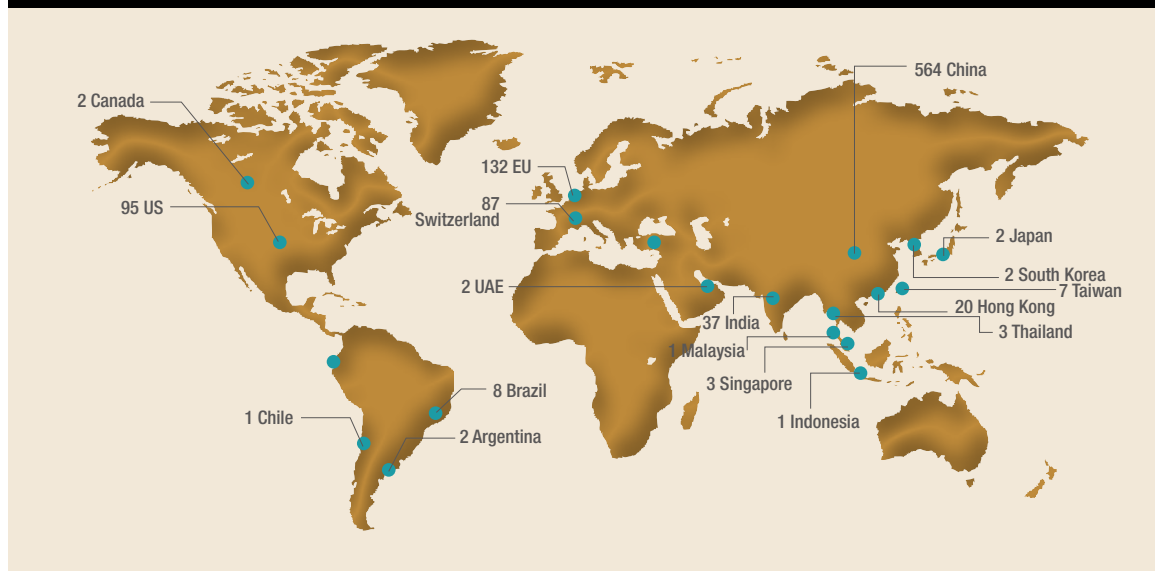 564 China
2 Canada
132 EU
87
Switzerland
95 US
2 Japan
2 South Korea
7 Taiwan
2 UAE
20 Hong Kong
37 India
3 Thailand
1 Malaysia
3 Singapore
8 Brazil
1 Chile
1 Indonesia
2 Argentina